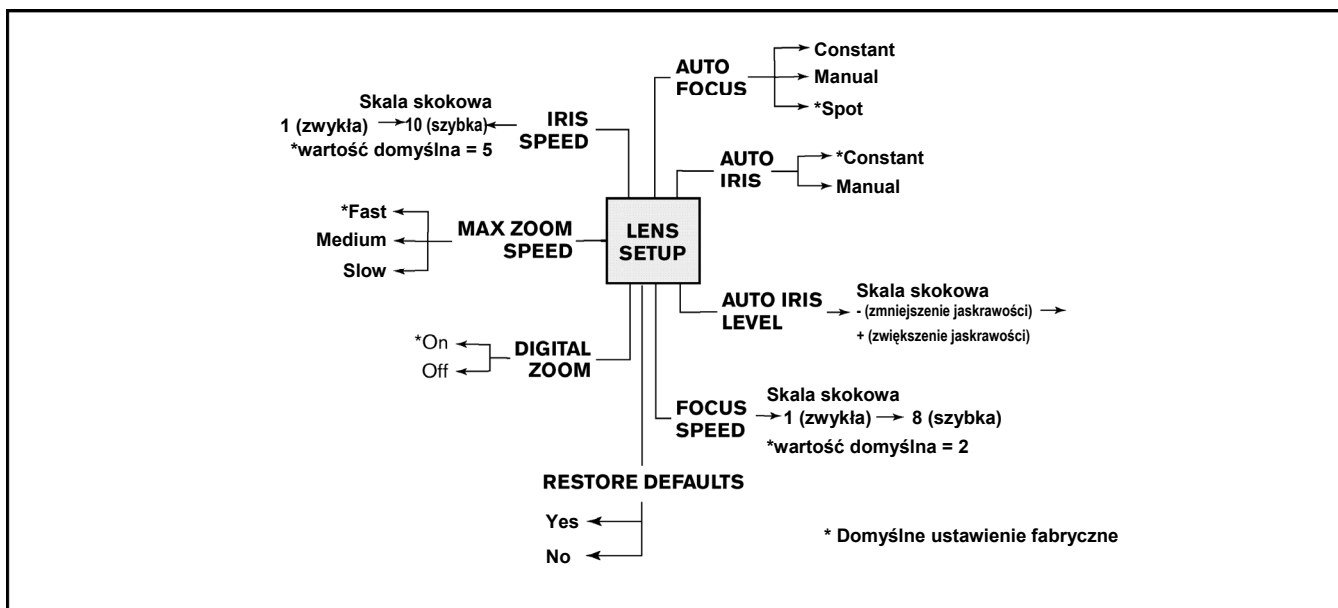 AUTO
FOCUS
Constant
Manual
*Spot
Skala skokowa
1 (zwykła) 10 (szybka)
*wartość domyślna = 5
IRIS
SPEED
AUTO
IRIS
*Constant
Manual
*Fast
Medium
Slow
MAX ZOOM
SPEED
LENS
SETUP
AUTO IRIS
LEVEL
Skala skokowa
- (zmniejszenie jaskrawości)
+ (zwiększenie jaskrawości)
*On
Off
DIGITAL
ZOOM
FOCUS
SPEED
Skala skokowa
1 (zwykła) 8 (szybka)
*wartość domyślna = 2
RESTORE DEFAULTS
Yes
No
* Domyślne ustawienie fabryczne